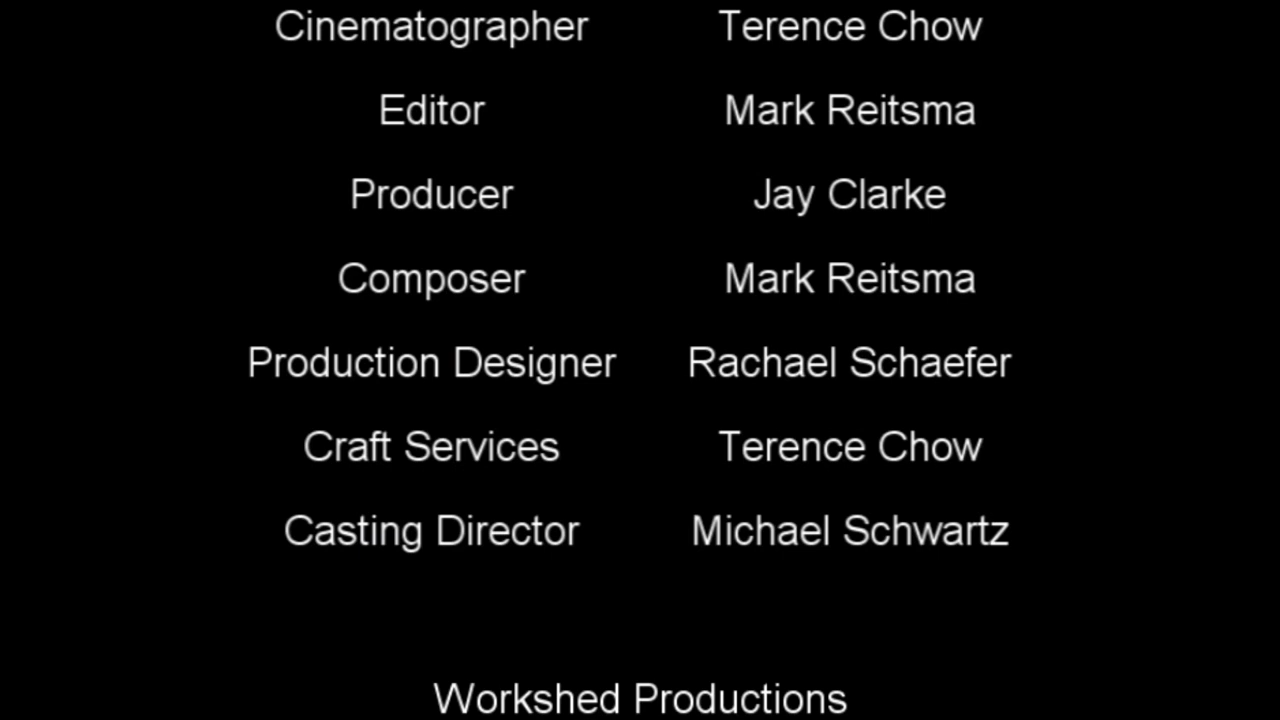 Cinematographer Terence Chow
Editor Mark Reitsma
Producer Jay Clarke
Composer Mark Reitsma
Production Designer Rachael Schaefer
Craft Services Terence Chow
Casting Director Michael Schwartz
Workshed Productions